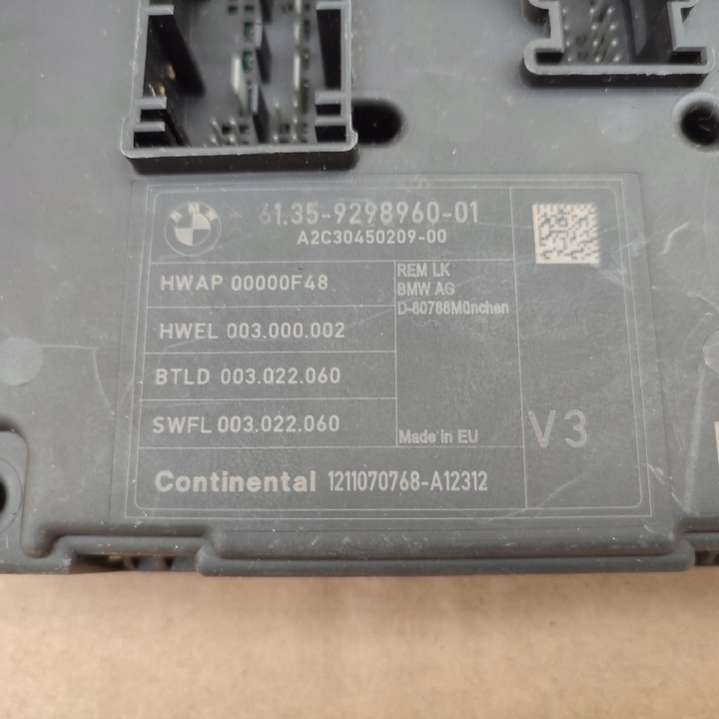 61.35-9298960-01
A2C30450209-00
HWAP 00000F48
HWEL 003.000.002
BTLD 003.022.060
SWFL 003.022.060
REM LK
BMW AG
D-80788München
Made in EU
V3
Continental 1211070768-A12312